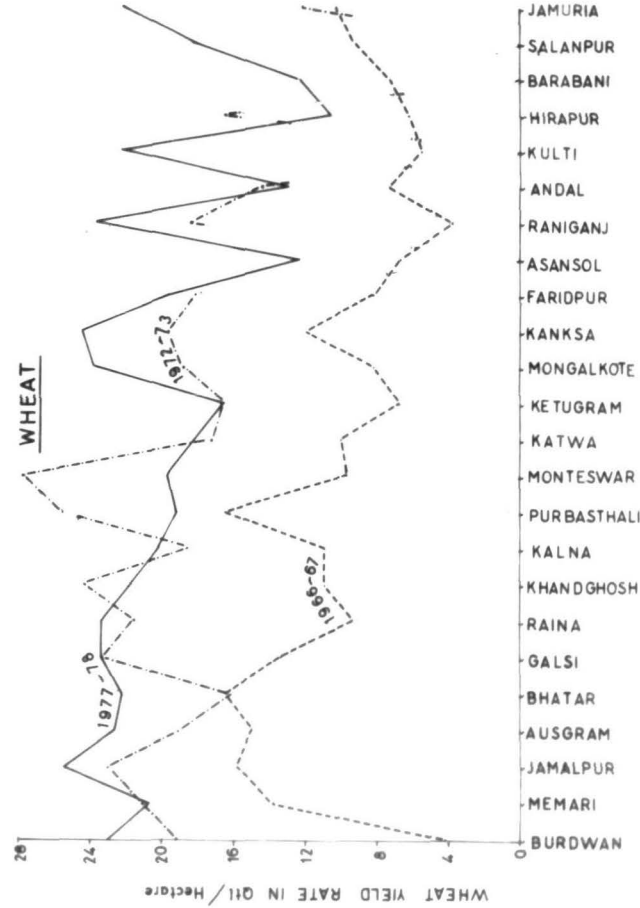 WHEAT
WHEAT YIELD RATE IN Qtl/Hectare
28
24
20
16
12
8
4
0
1977-78
1972-73
1966-67
BURDWAN
MEMARI
JAMALPUR
AUSGRAM
BHATAR
GALSI
RAINA
KHANDGHOSH
KALNA
PURBASTHALI
MONTESWAR
KATWA
KETUGRAM
MONGALKOTE
KANKSA
FARIDPUR
ASANSOL
RANIGANJ
ANDAL
KULTI
HIRAPUR
BARABANI
SALANPUR
JAMURIA